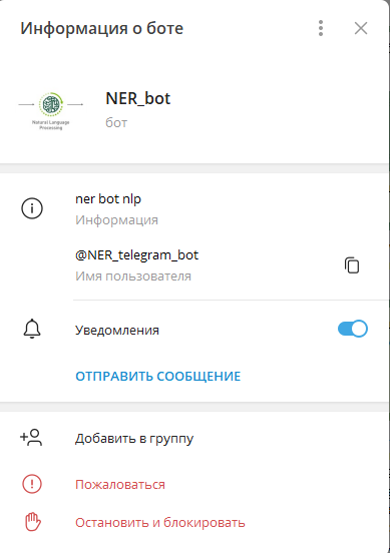 Информация о боте
NER_bot
бот
Natural Language
Processing
ner bot nlp
Информация
@NER_telegram_bot
Имя пользователя
Уведомления
ОТПРАВИТЬ СООБЩЕНИЕ
Добавить в группу
Пожаловаться
Остановить и блокировать